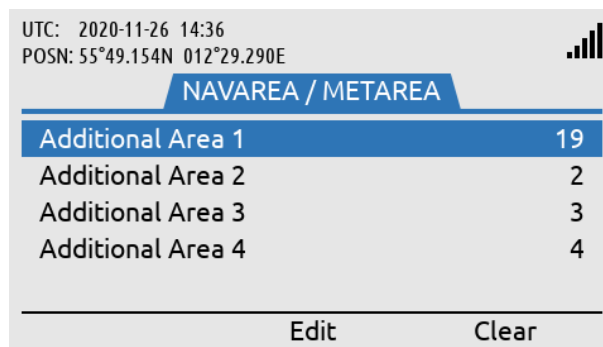 UTC: 2020-11-26 14:36
POSN: 55°49.154N 012°29.290E
NAVAREA / METAREA
Additional Area 1 19
Additional Area 2 2
Additional Area 3 3
Additional Area 4 4
Edit Clear